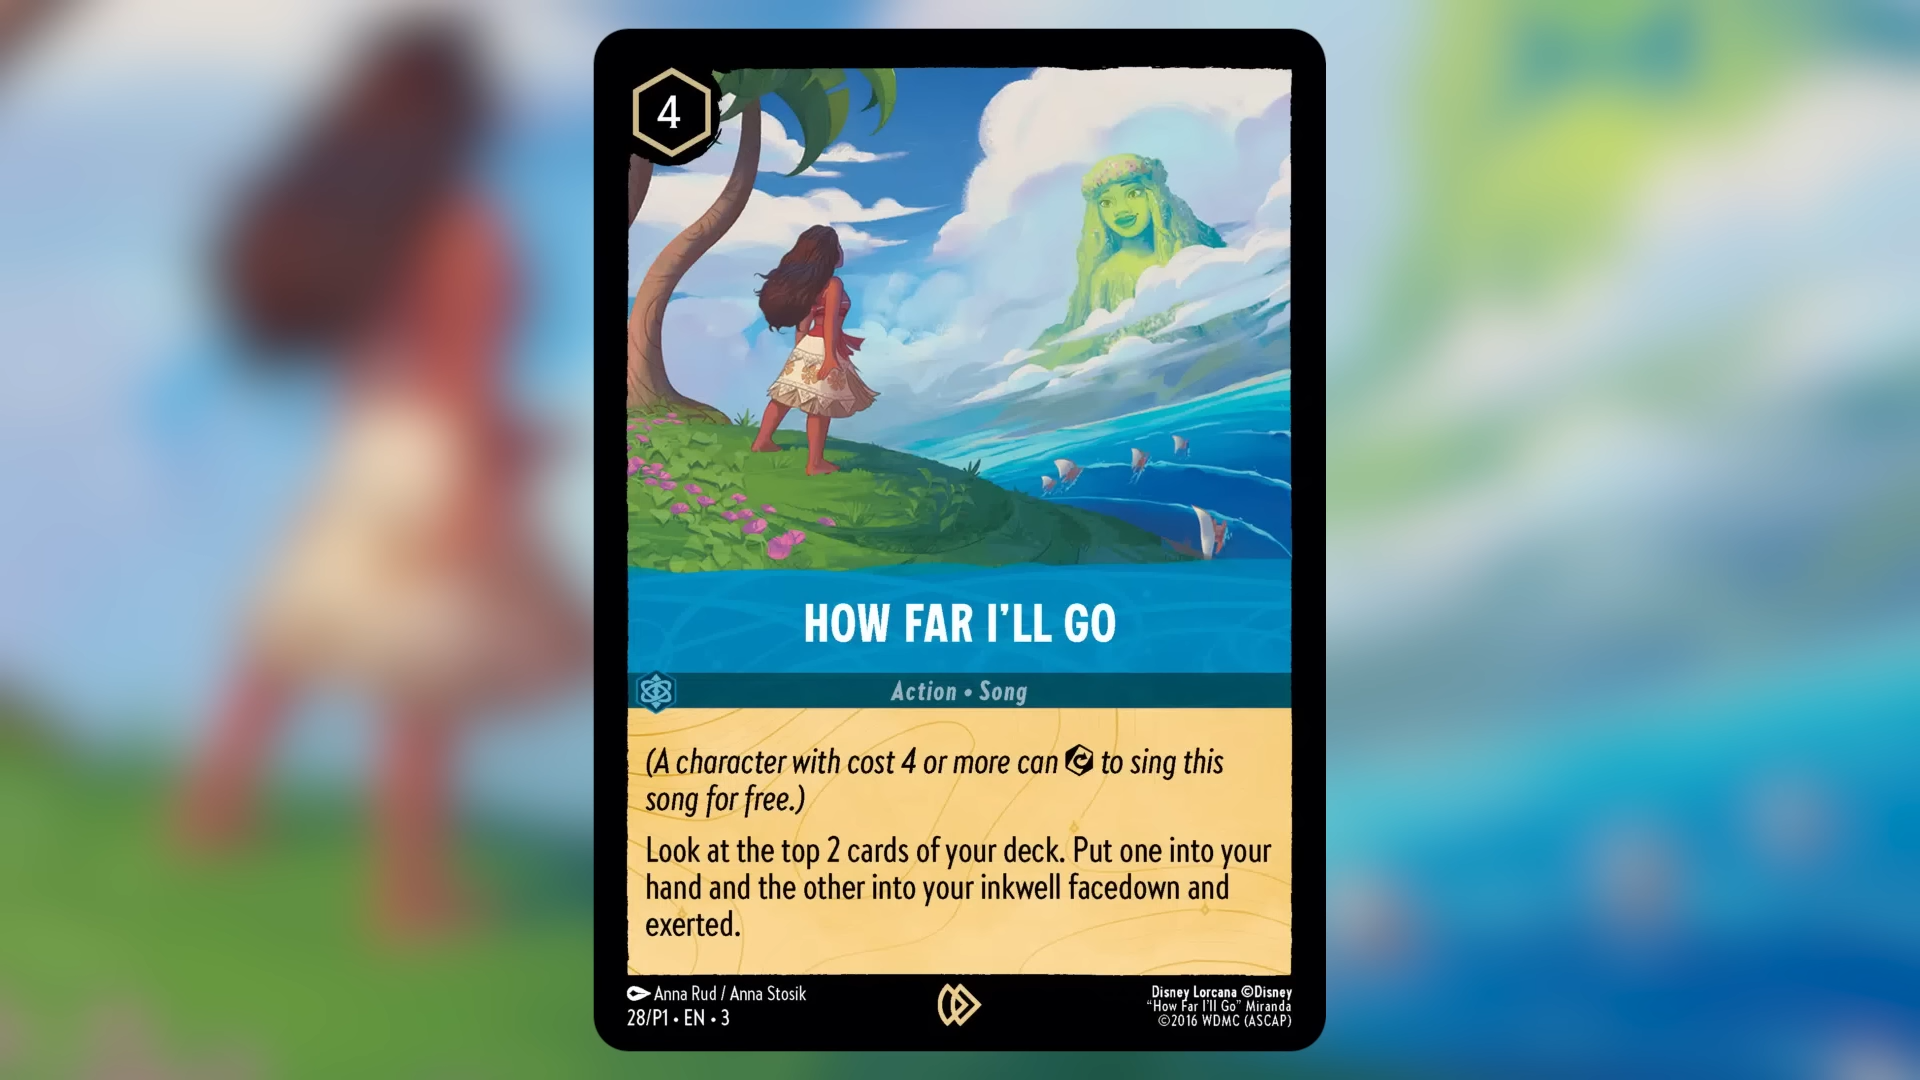 4
HOW FAR I’LL GO
Action • Song
(A character with cost 4 or more can to sing this
song for free.)
Look at the top 2 cards of your deck. Put one into your
hand and the other into your inkwell facedown and
exerted.
Anna Rud / Anna Stosik
28/P1 • EN • 3
Disney Lorcana ©Disney
“How Far I’ll Go” Miranda
©2016 WDMC (ASCAP)